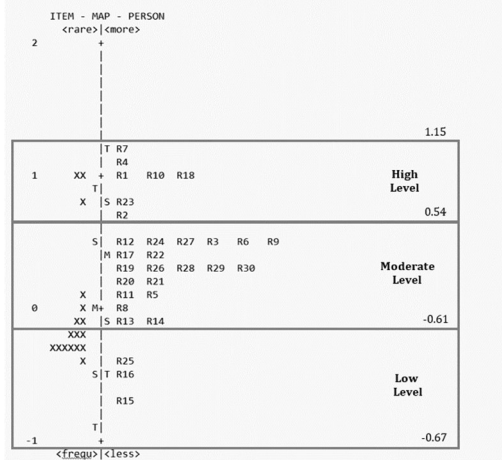 ITEM - MAP - PERSON
<rare>|<more>
2 +
|
|
|
|
|
|
| 1.15
|T R7
| R4
1 XX + R1 R10 R18 High
T| Level
X |S R23
| R2 0.54
|
S| R12 R24 R27 R3 R6 R9
|M R17 R22
| R19 R26 R28 R29 R30 Moderate
| R20 R21 Level
X | R11 R5
0 X M+ R8
XX |S R13 R14 -0.61
XXX |
XXXXXX |
X | R25
S|T R16 Low
| Level
| R15
|
T|
-1 + -0.67
<frequ>|<less>